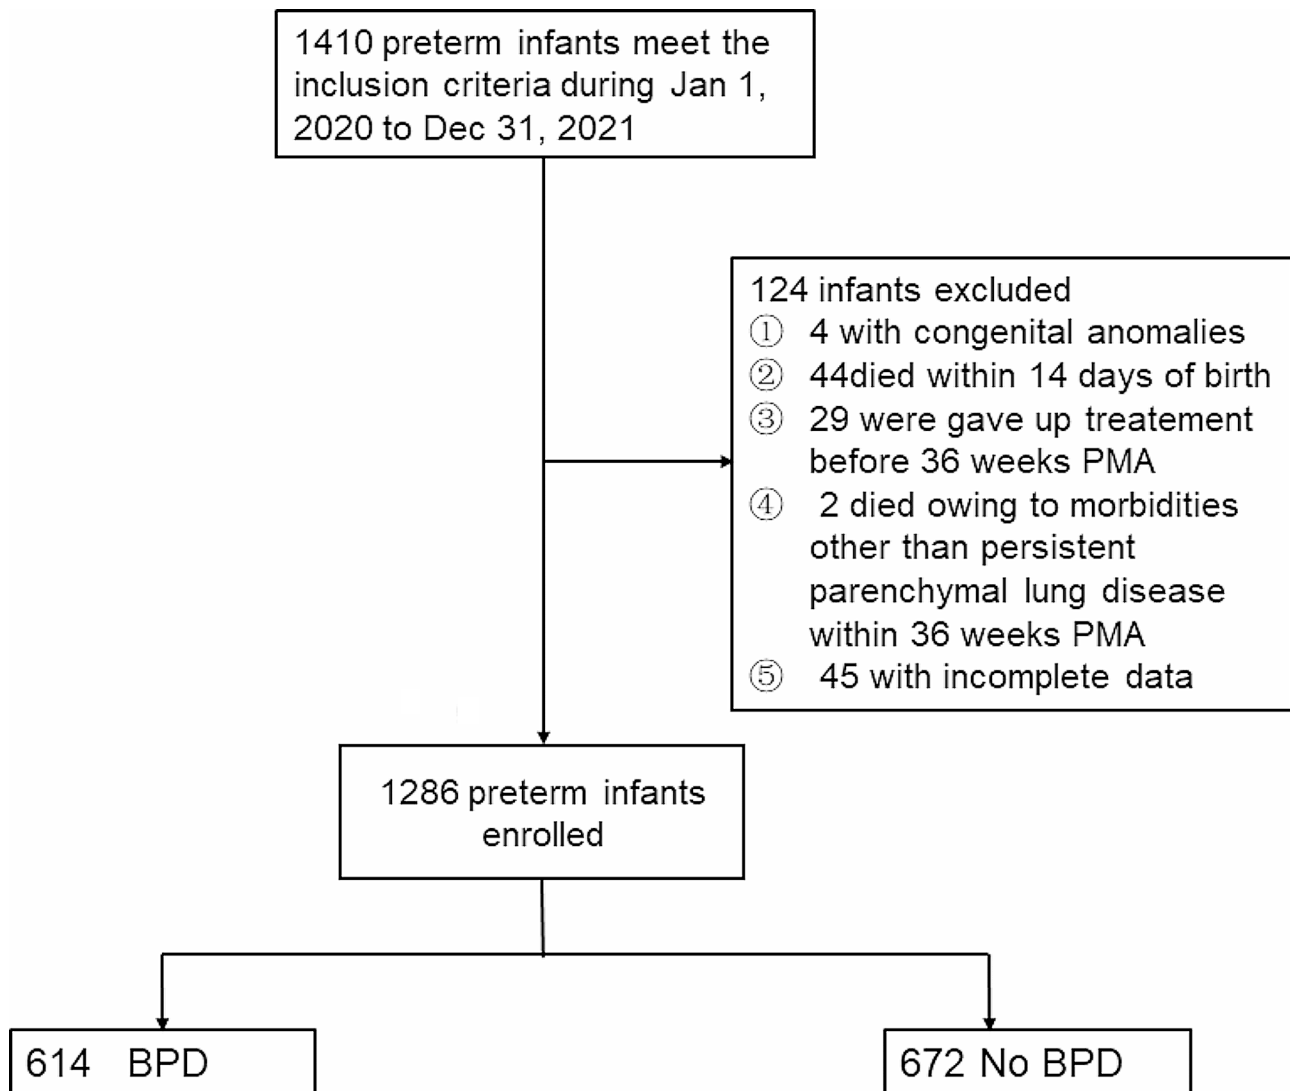 1410 preterm infants meet the
inclusion criteria during Jan 1,
2020 to Dec 31, 2021
124 infants excluded
① 4 with congenital anomalies
② 44died within 14 days of birth
③ 29 were gave up treatement
before 36 weeks PMA
④ 2 died owing to morbidities
other than persistent
parenchymal lung disease
within 36 weeks PMA
⑤ 45 with incomplete data
1286 preterm infants
enrolled
614 BPD
672 No BPD